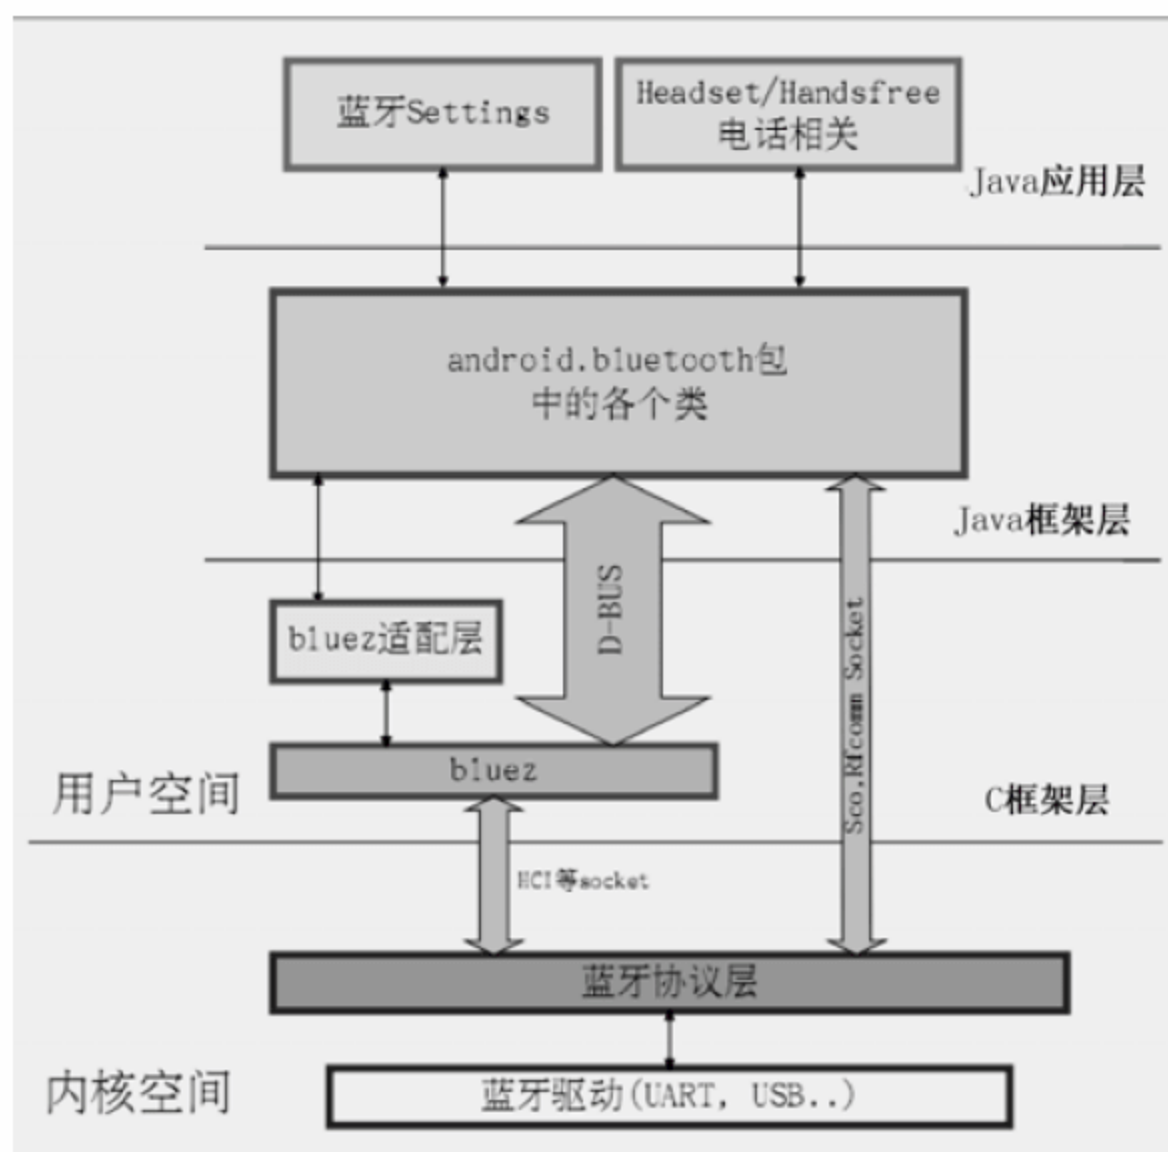 蓝牙Settings
Headset/Handsfree
电话相关
Java应用层
android.bluetooth包
中的各个类
Java框架层
bluez适配层
D-BUS
Sco,Rfcomm Socket
bluez
用户空间
C框架层
HCI等socket
蓝牙协议层
内核空间
蓝牙驱动(UART, USB..)